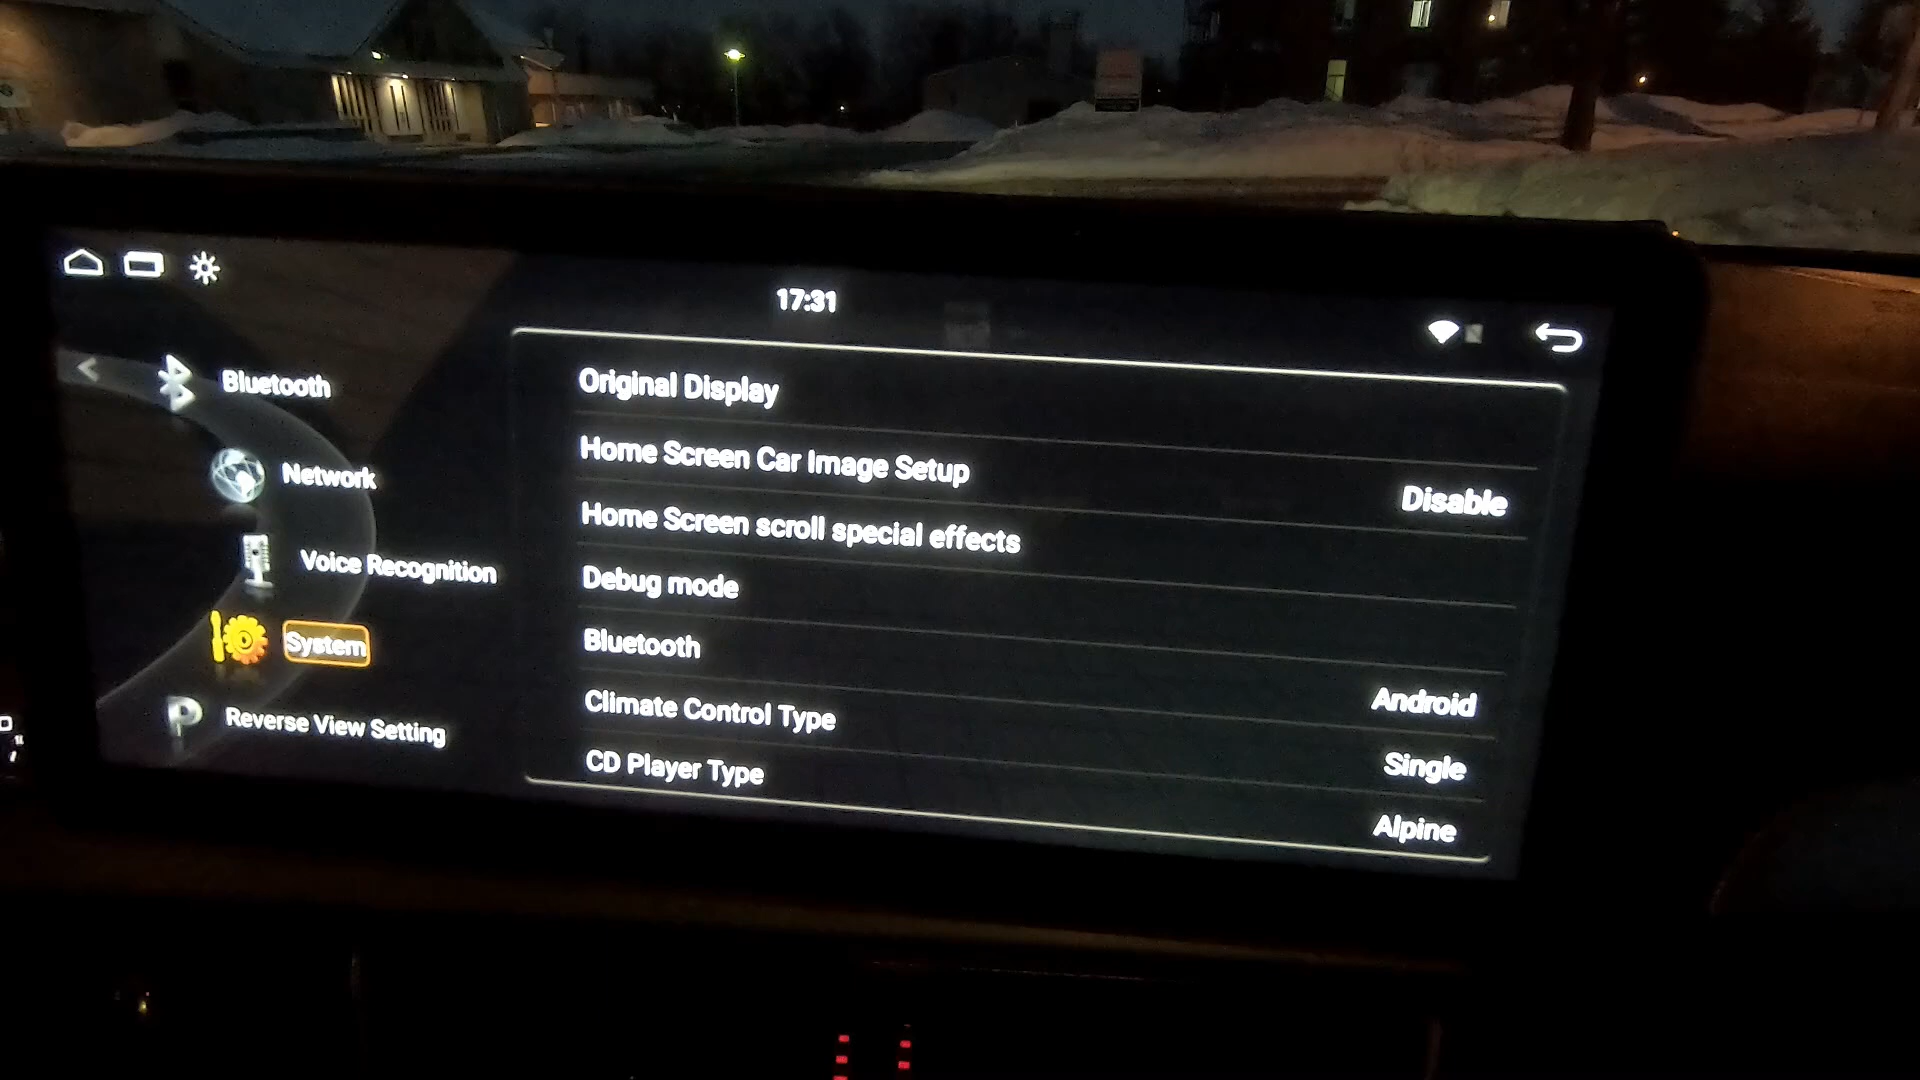 17:31
Bluetooth
Network
Voice Recognition
System
Reverse View Setting
Original Display
Home Screen Car Image Setup
Home Screen scroll special effects Disable
Debug mode
Bluetooth
Climate Control Type Android
CD Player Type Single
Alpine